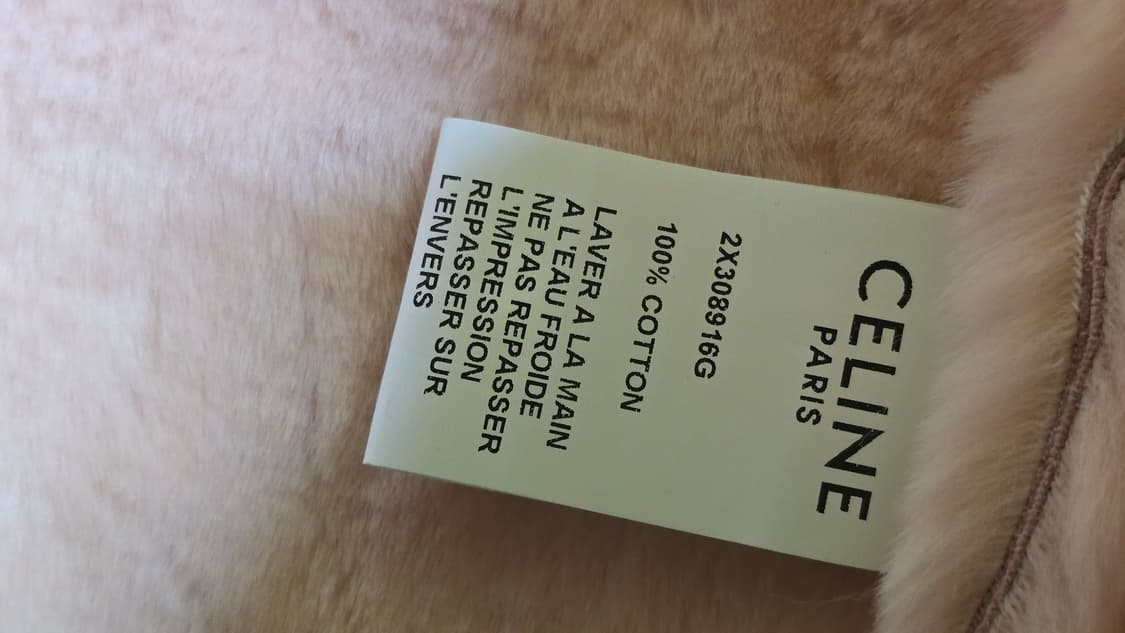 CELINE
PARIS
2X308916G
100% COTTON
LAVER A LA MAIN
A L'EAU FROIDE
NE PAS REPASSER
L'IMPRESSION
REPASSER SUR
L'ENVERS